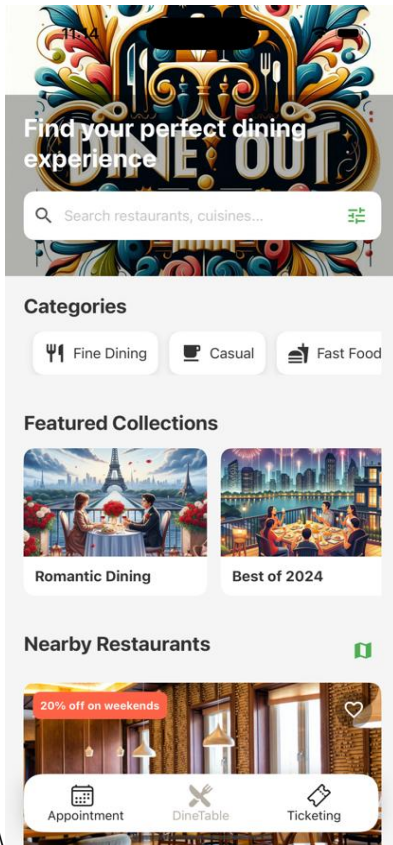 11:14
DINE OUT
Find your perfect dining
experience
Search restaurants, cuisines...
Categories
Fine Dining
Casual
Fast Food
Featured Collections
Romantic Dining
Best of 2024
Nearby Restaurants
20% off on weekends
Appointment
DineTable
Ticketing